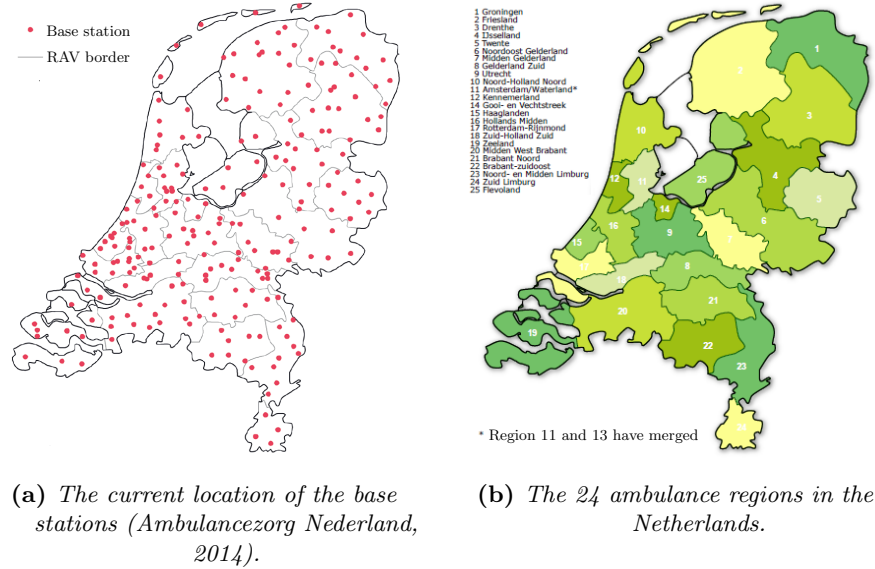 Base station
RAV border
1 Groningen
2 Friesland
3 Drenthe
4 IJsselland
5 Twente
6 Noordoost Gelderland
7 Midden Gelderland
8 Gelderland Zuid
9 Utrecht
10 Noord-Holland Noord
11 Amsterdam/Waterland*
12 Kennemerland
14 Gooi- en Vechtstreek
15 Haaglanden
16 Hollands Midden
17 Rotterdam-Rijnmond
18 Zuid-Holland Zuid
19 Zeeland
20 Midden West Brabant
21 Brabant Noord
22 Brabant-zuidoost
23 Noord- en Midden Limburg
24 Zuid Limburg
25 Flevoland
1
2
3
10
4
12
11
25
5
14
6
16
9
7
15
17
18
8
21
20
19
22
23
24
* Region 11 and 13 have merged
(a) The current location of the base
stations (Ambulancezorg Nederland,
2014).
(b) The 24 ambulance regions in the
Netherlands.